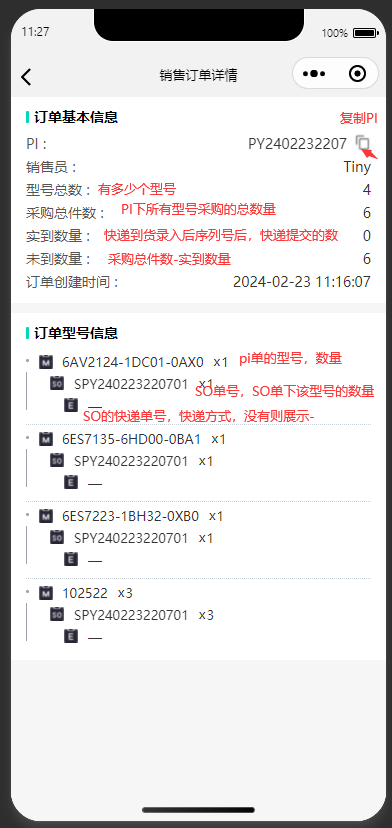 11:27 100%
销售订单详情
订单基本信息 复制PI
PI： PY2402232207
销售员： Tiny
型号总数：有多少个型号 4
采购总件数： PI下所有型号采购的总数量 6
实到数量： 快递到货录入后序列号后，快递提交的数 0
未到数量： 采购总件数-实到数量 6
订单创建时间： 2024-02-23 11:16:07
订单型号信息
M 6AV2124-1DC01-0AX0 x1 pi单的型号，数量
SO SPY240223220701 x1 SO单号，SO单下该型号的数量
E — SO的快递单号，快递方式，没有则展示-
M 6ES7135-6HD00-0BA1 x1
SO SPY240223220701 x1
E —
M 6ES7223-1BH32-0XB0 x1
SO SPY240223220701 x1
E —
M 102522 x3
SO SPY240223220701 x3
E —